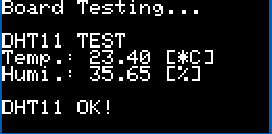 Board Testing...
DHT11 TEST
Temp.: 23.40 [*C]
Humi.: 35.65 [%]
DHT11 OK!